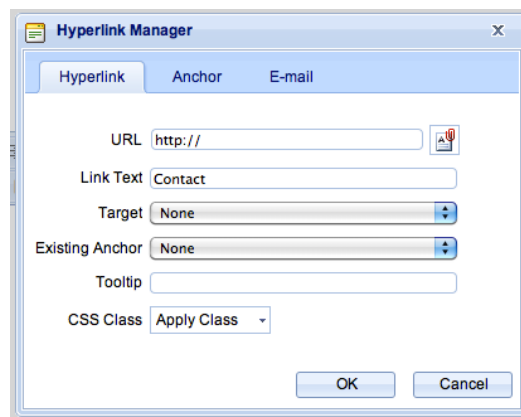 Hyperlink Manager X
Hyperlink Anchor E-mail
URL http://
Link Text Contact
Target None
Existing Anchor None
Tooltip
CSS Class Apply Class
OK Cancel